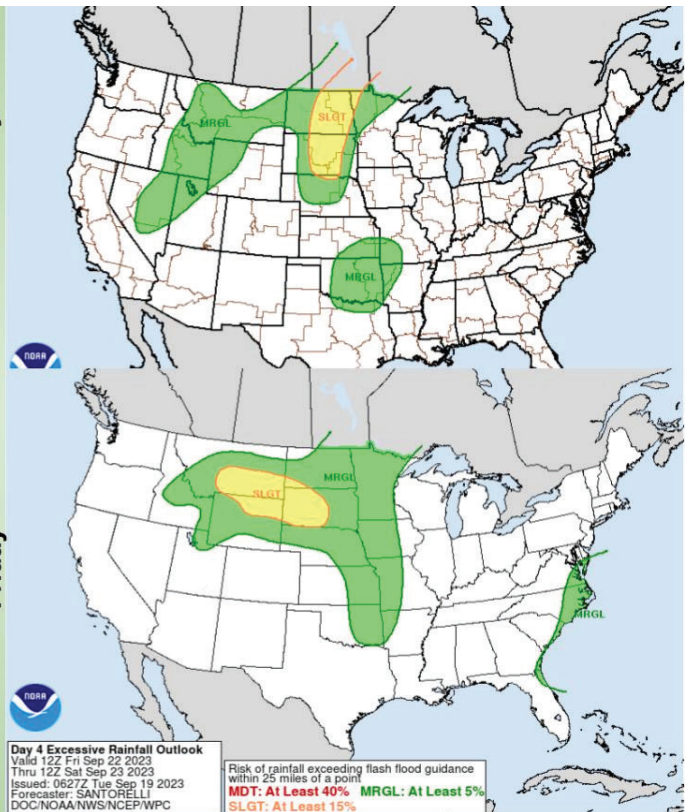 MRGL
SLGT
MRGL
NOAA
MRGL
SLGT
MRGL
NOAA
Day 4 Excessive Rainfall Outlook
Valid 12Z Fri Sep 22 2023
Thru 12Z Sat Sep 23 2023
Issued: 0627Z Tue Sep 19 2023
Forecaster: SANTORELLI
DOC/NOAA/NWS/NCEP/WPC
Risk of rainfall exceeding flash flood guidance
within 25 miles of a point
MDT: At Least 40% MRGL: At Least 5%
SLGT: At Least 15%